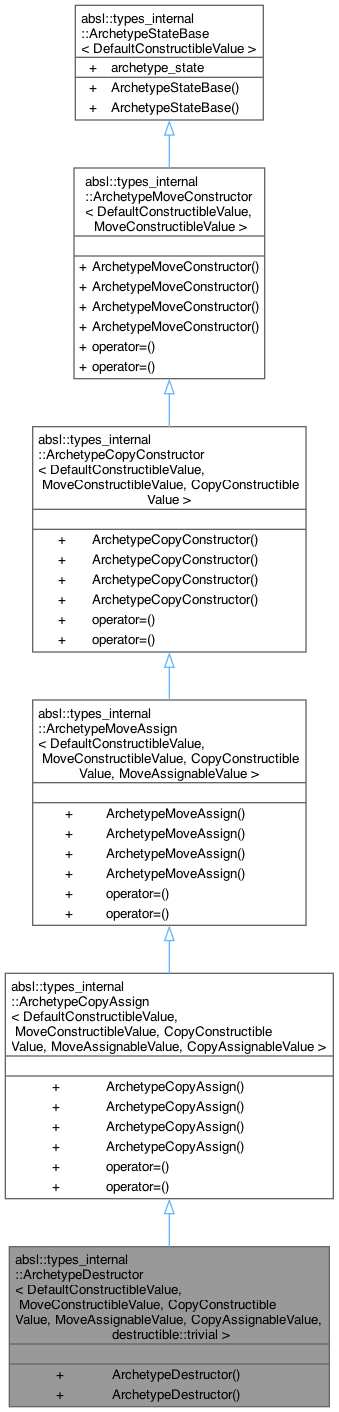 absl::types_internal
::ArchetypeStateBase
< DefaultConstructibleValue >
+ archetype_state
+ ArchetypeStateBase()
+ ArchetypeStateBase()
absl::types_internal
::ArchetypeMoveConstructor
< DefaultConstructibleValue,
MoveConstructibleValue >
+ ArchetypeMoveConstructor()
+ ArchetypeMoveConstructor()
+ ArchetypeMoveConstructor()
+ ArchetypeMoveConstructor()
+ operator=()
+ operator=()
absl::types_internal
::ArchetypeCopyConstructor
< DefaultConstructibleValue,
MoveConstructibleValue, CopyConstructible
Value >
+ ArchetypeCopyConstructor()
+ ArchetypeCopyConstructor()
+ ArchetypeCopyConstructor()
+ ArchetypeCopyConstructor()
+ operator=()
+ operator=()
absl::types_internal
::ArchetypeMoveAssign
< DefaultConstructibleValue,
MoveConstructibleValue, CopyConstructible
Value, MoveAssignableValue >
+ ArchetypeMoveAssign()
+ ArchetypeMoveAssign()
+ ArchetypeMoveAssign()
+ ArchetypeMoveAssign()
+ operator=()
+ operator=()
absl::types_internal
::ArchetypeCopyAssign
< DefaultConstructibleValue,
MoveConstructibleValue, CopyConstructible
Value, MoveAssignableValue, CopyAssignableValue >
+ ArchetypeCopyAssign()
+ ArchetypeCopyAssign()
+ ArchetypeCopyAssign()
+ ArchetypeCopyAssign()
+ operator=()
+ operator=()
absl::types_internal
::ArchetypeDestructor
< DefaultConstructibleValue,
MoveConstructibleValue, CopyConstructible
Value, MoveAssignableValue, CopyAssignableValue,
destructible::trivial >
+ ArchetypeDestructor()
+ ArchetypeDestructor()